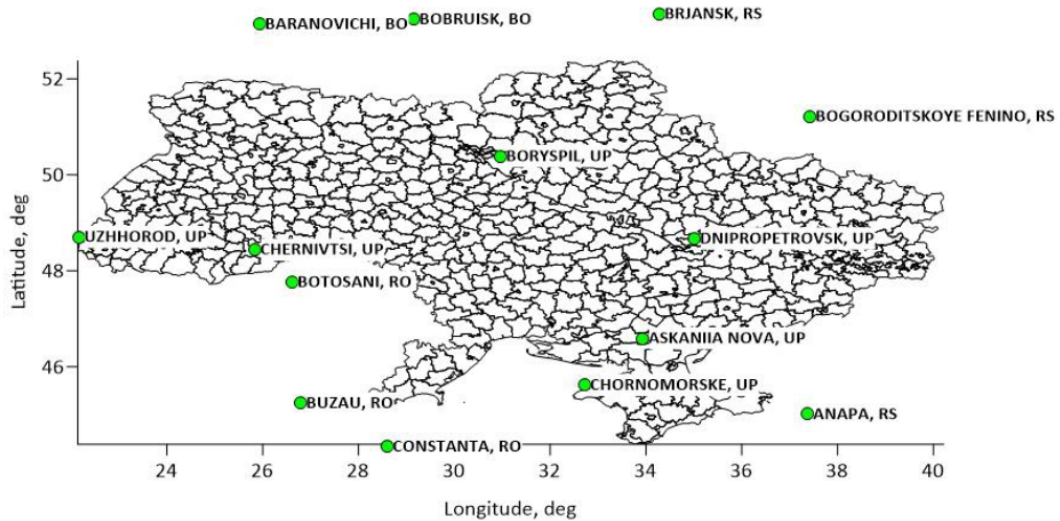 BARANOVICHI, BO
BOBRUISK, BO
BRJANSK, RS
52
BOGORODITSKOYE FENINO, RS
BORYSPIL, UP
50
Latitude, deg
UZHHOROD, UP
CHERNIVTSI, UP
DNIPROPETROVSK, UP
48
BOTOSANI, RO
ASKANIIA NOVA, UP
46
CHORNOMORSKE, UP
BUZAU, RO
ANAPA, RS
CONSTANTA, RO
24 26 28 30 32 34 36 38 40
Longitude, deg